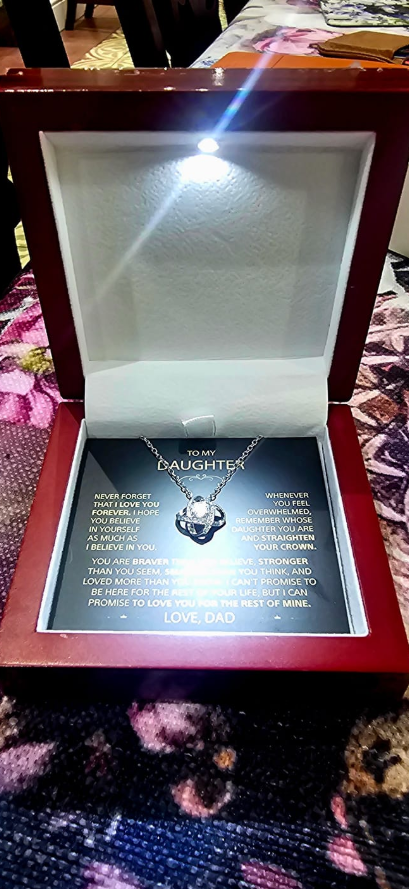 TO MY
DAUGHTER
NEVER FORGET
THAT I LOVE YOU
FOREVER. I HOPE
YOU BELIEVE
IN YOURSELF
AS MUCH AS
I BELIEVE IN YOU.
WHENEVER
YOU FEEL
OVERWHELMED,
REMEMBER WHOSE
DAUGHTER YOU ARE
AND STRAIGHTEN
YOUR CROWN.
YOU ARE BRAVER STRONGER
THAN YOU SEEM, YOU THINK, AND
LOVED MORE THAN YOU I CAN'T PROMISE TO
BE HERE FOR THE REST OF YOUR LIFE, BUT I CAN
PROMISE TO LOVE YOU FOR THE REST OF MINE.
LOVE, DAD